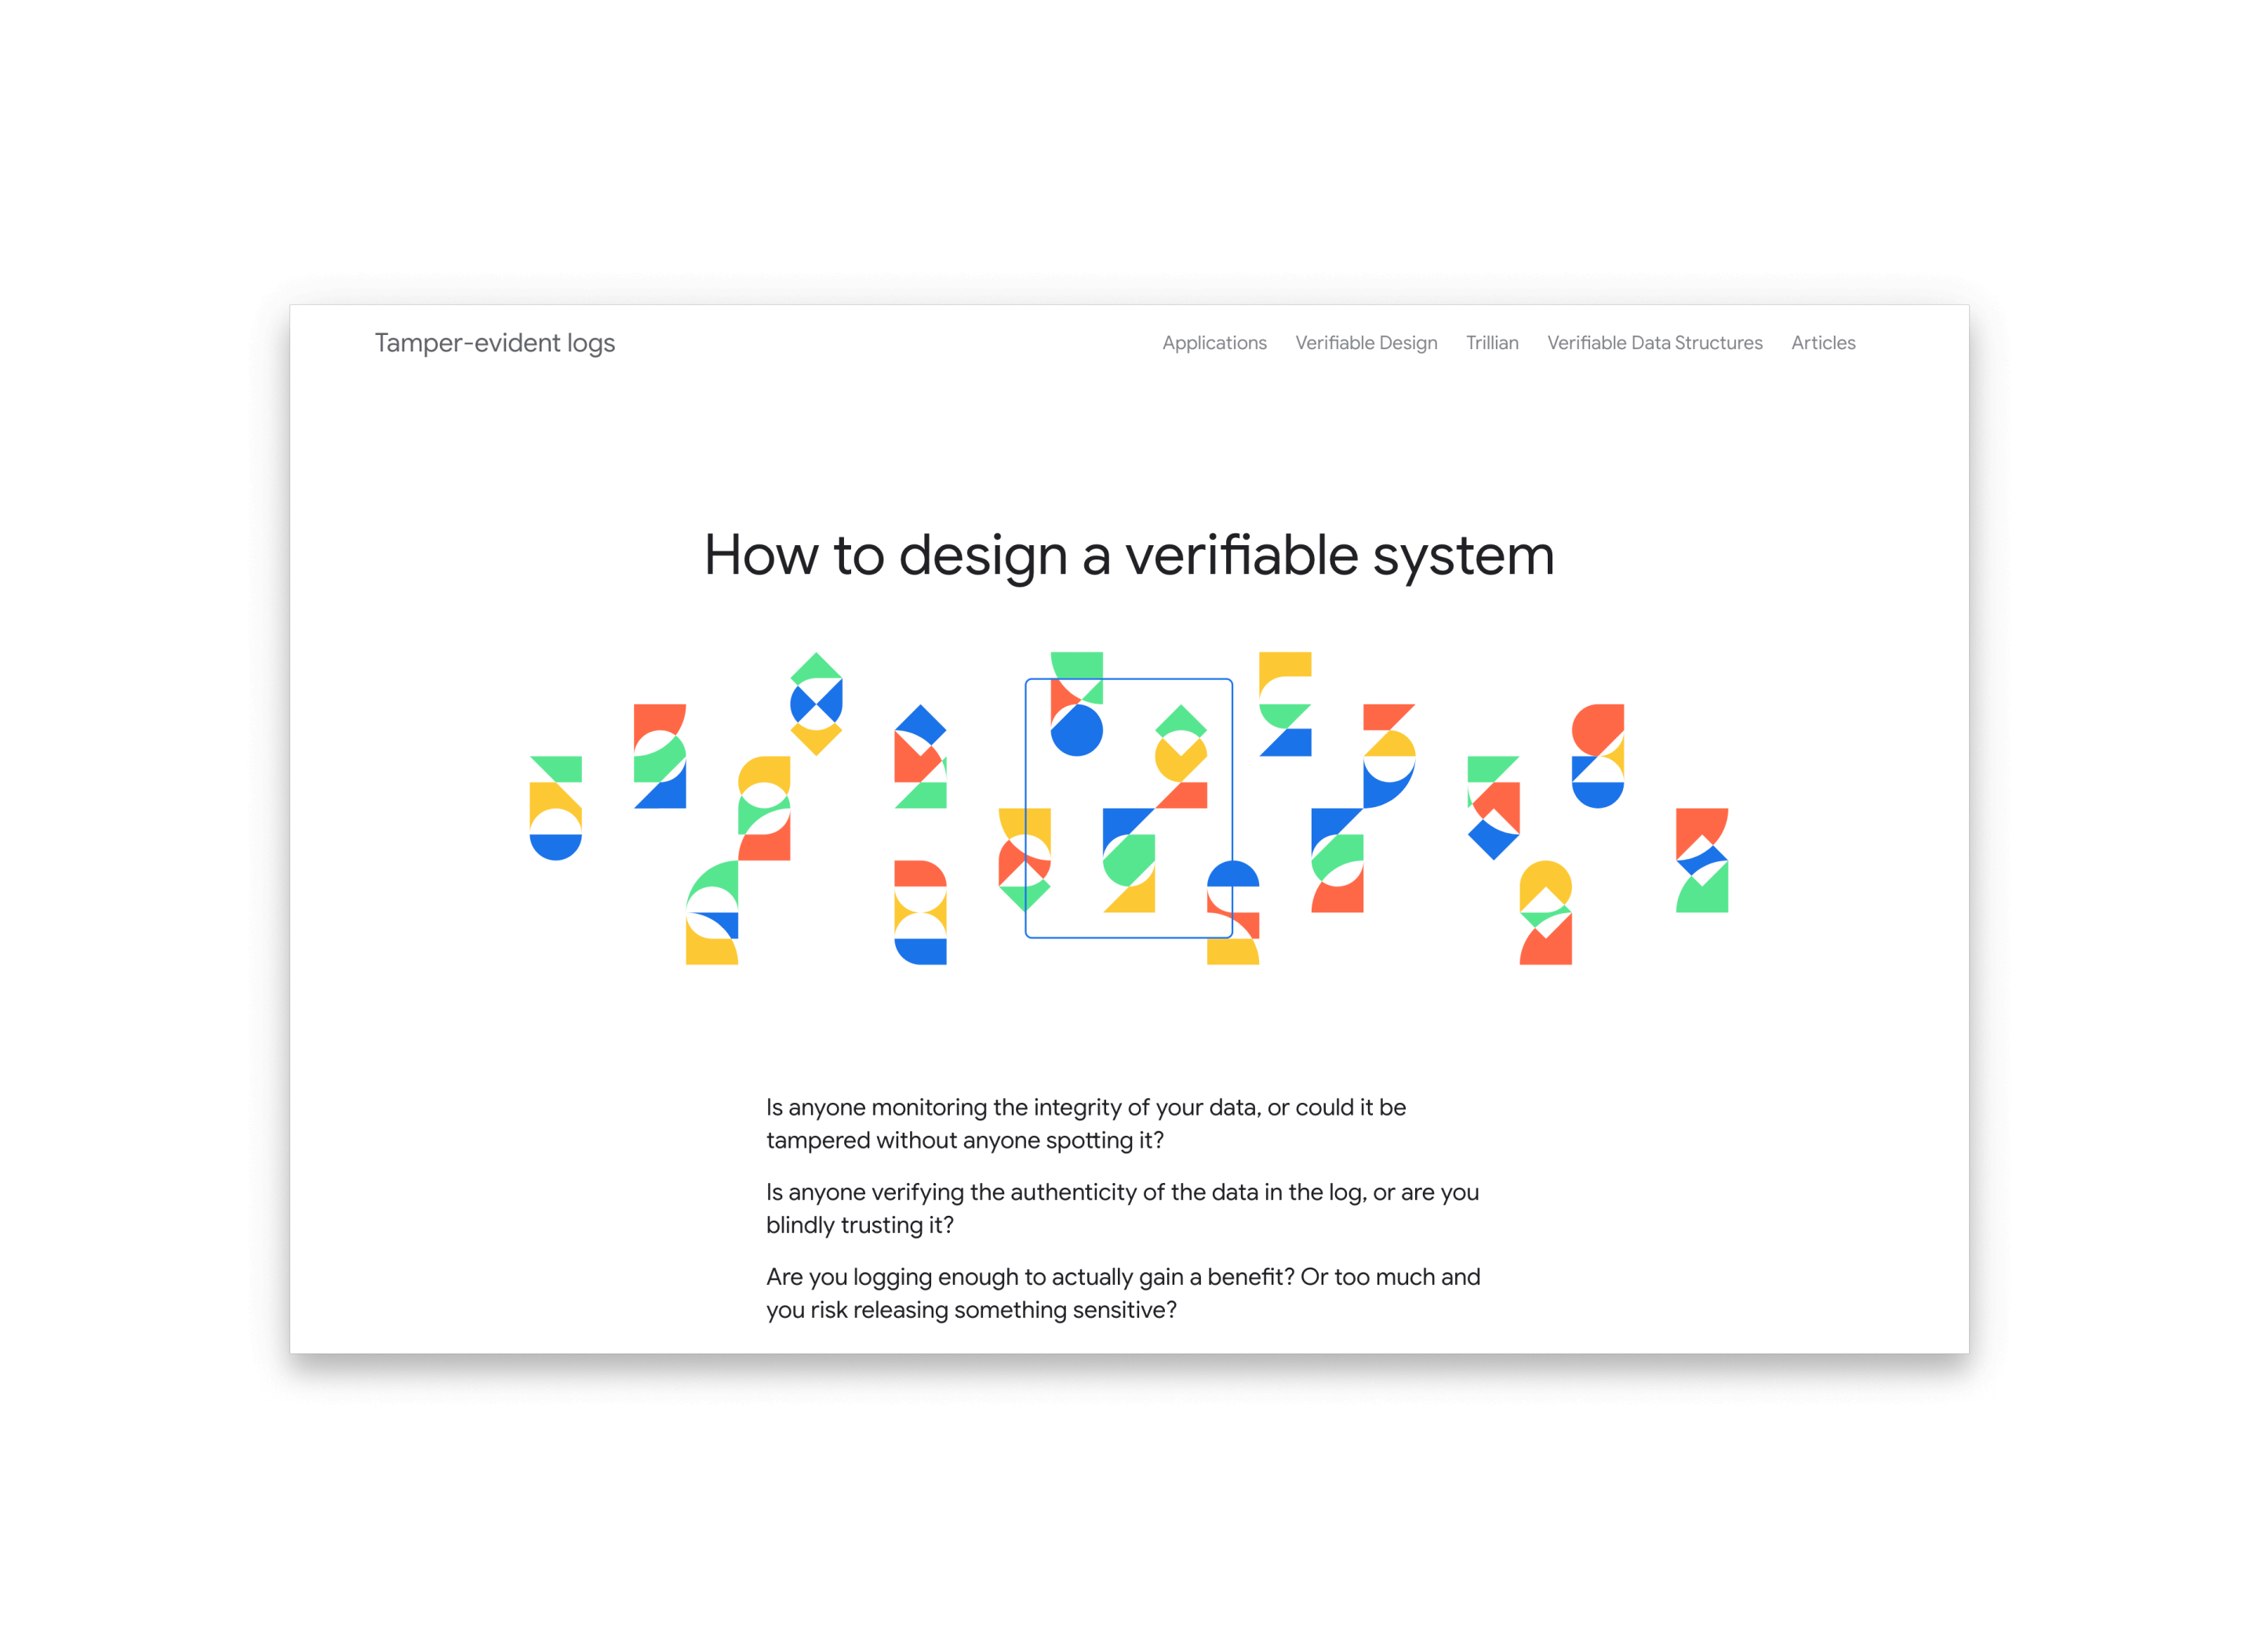 Tamper-evident logs
Applications Verifiable Design Trillian Verifiable Data Structures Articles
How to design a verifiable system
Is anyone monitoring the integrity of your data, or could it be
tampered without anyone spotting it?
Is anyone verifying the authenticity of the data in the log, or are you
blindly trusting it?
Are you logging enough to actually gain a benefit? Or too much and
you risk releasing something sensitive?